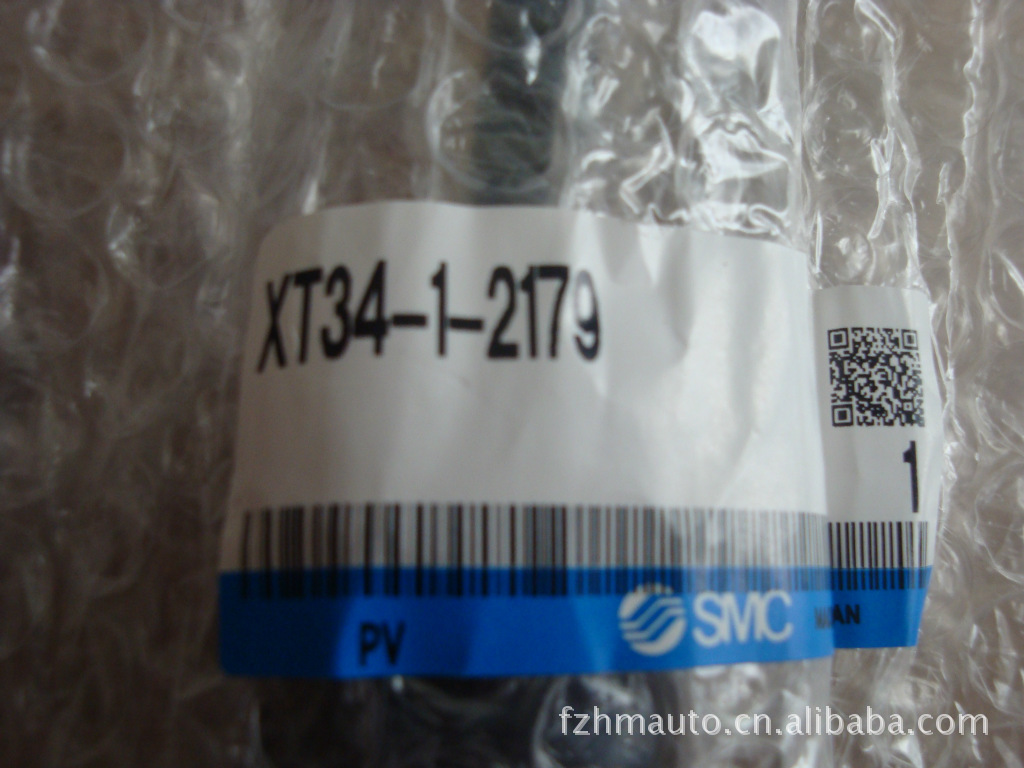 XT34-1-2179
1
PV
SMC
fzhmauto.cn.alibaba.com